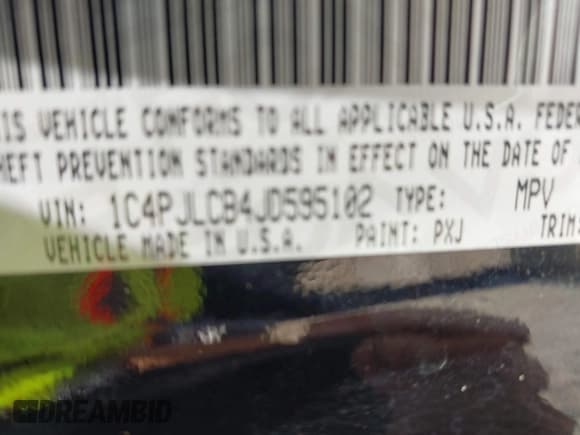 IS VEHICLE CONFORMS TO ALL APPLICABLE U.S.A. FEDER
HEFT PREVENTION STANDARDS IN EFFECT ON THE DATE OF
VIN: 1C4PJLCB4JD595102 TYPE: MPV
VEHICLE MADE IN U.S.A. PAINT: PXJ TRIM:
DREAMBID